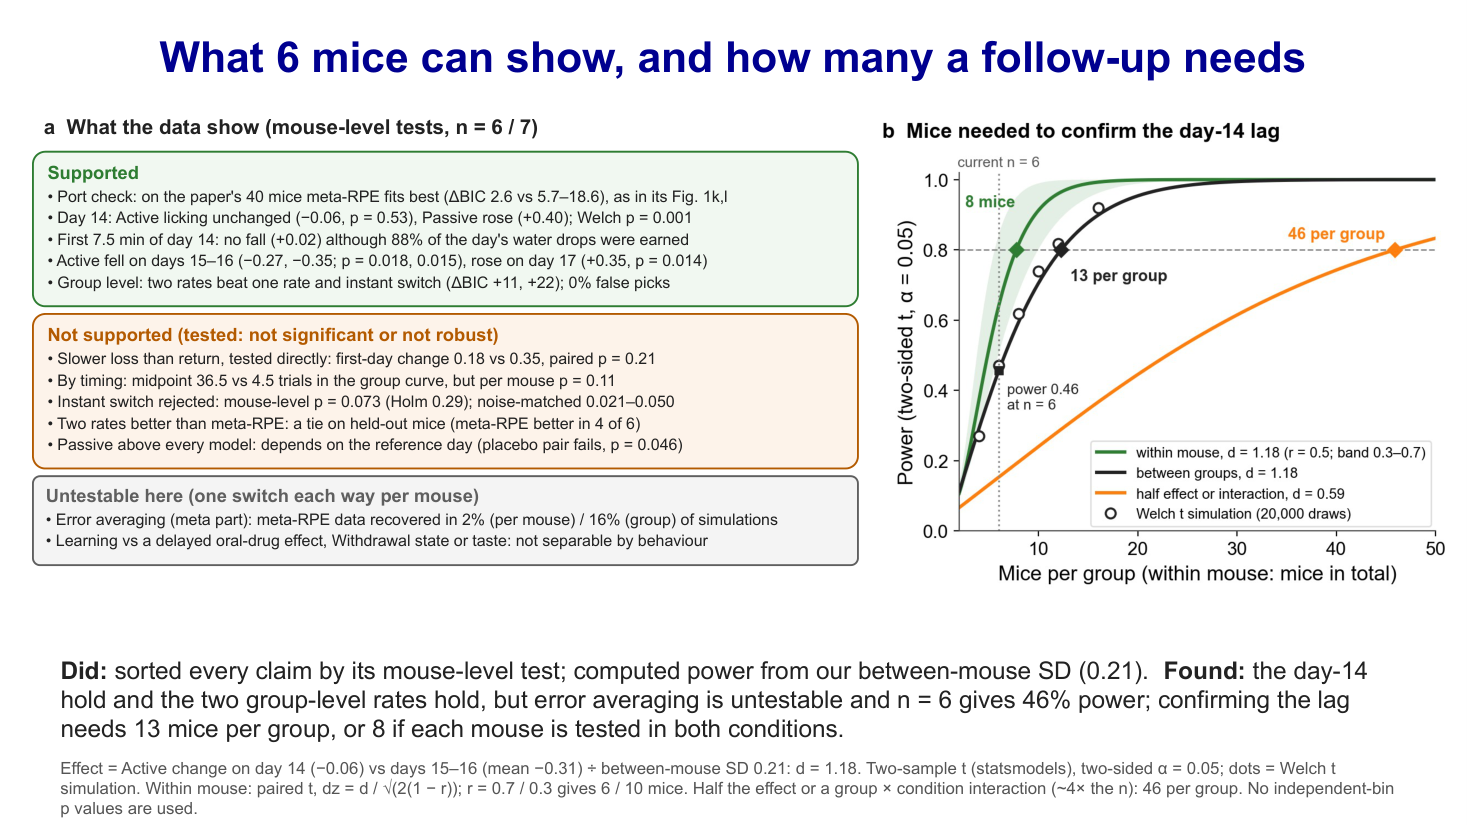 What 6 mice can show, and how many a follow-up needs
a What the data show (mouse-level tests, n = 6 / 7)
Supported
• Port check: on the paper's 40 mice meta-RPE fits best (ΔBIC 2.6 vs 5.7–18.6), as in its Fig. 1k,l
• Day 14: Active licking unchanged (−0.06, p = 0.53), Passive rose (+0.40); Welch p = 0.001
• First 7.5 min of day 14: no fall (+0.02) although 88% of the day's water drops were earned
• Active fell on days 15–16 (−0.27, −0.35; p = 0.018, 0.015), rose on day 17 (+0.35, p = 0.014)
• Group level: two rates beat one rate and instant switch (ΔBIC +11, +22); 0% false picks
Not supported (tested: not significant or not robust)
• Slower loss than return, tested directly: first-day change 0.18 vs 0.35, paired p = 0.21
• By timing: midpoint 36.5 vs 4.5 trials in the group curve, but per mouse p = 0.11
• Instant switch rejected: mouse-level p = 0.073 (Holm 0.29); noise-matched 0.021–0.050
• Two rates better than meta-RPE: a tie on held-out mice (meta-RPE better in 4 of 6)
• Passive above every model: depends on the reference day (placebo pair fails, p = 0.046)
Untestable here (one switch each way per mouse)
• Error averaging (meta part): meta-RPE data recovered in 2% (per mouse) / 16% (group) of simulations
• Learning vs a delayed oral-drug effect, Withdrawal state or taste: not separable by behaviour
b Mice needed to confirm the day-14 lag
current n = 6
8 mice
46 per group
13 per group
power 0.46
at n = 6
within mouse, d = 1.18 (r = 0.5; band 0.3–0.7)
between groups, d = 1.18
half effect or interaction, d = 0.59
Welch t simulation (20,000 draws)
Power (two-sided t, α = 0.05)
1.0
0.8
0.6
0.4
0.2
0.0
10 20 30 40 50
Mice per group (within mouse: mice in total)
Did: sorted every claim by its mouse-level test; computed power from our between-mouse SD (0.21). Found: the day-14
hold and the two group-level rates hold, but error averaging is untestable and n = 6 gives 46% power; confirming the lag
needs 13 mice per group, or 8 if each mouse is tested in both conditions.
Effect = Active change on day 14 (−0.06) vs days 15–16 (mean −0.31) ÷ between-mouse SD 0.21: d = 1.18. Two-sample t (statsmodels), two-sided α = 0.05; dots = Welch t
simulation. Within mouse: paired t, dz = d / √(2(1 − r)); r = 0.7 / 0.3 gives 6 / 10 mice. Half the effect or a group × condition interaction (~4× the n): 46 per group. No independent-bin
p values are used.